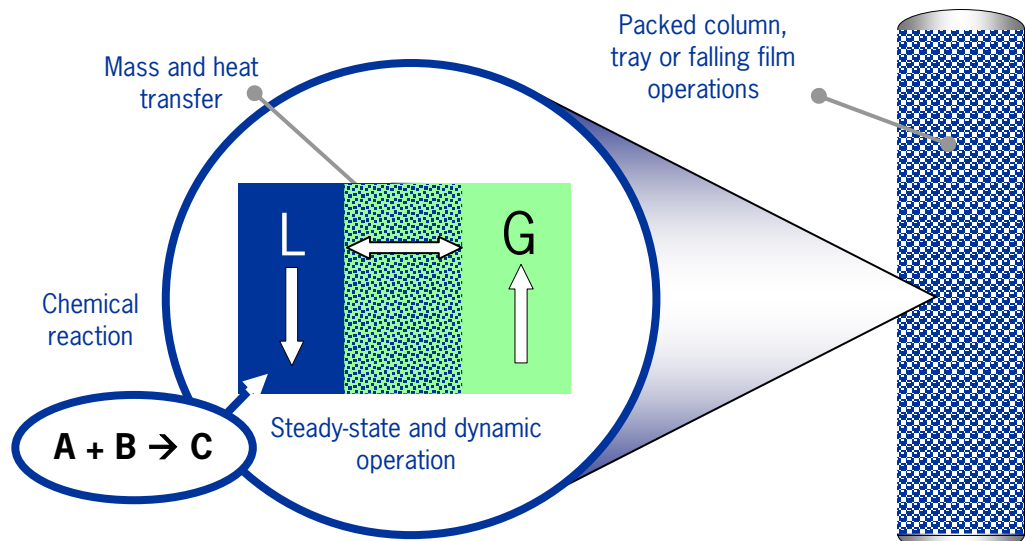 Packed column,
tray or falling film
operations
Mass and heat
transfer
L
G
Chemical
reaction
A + B → C
Steady-state and dynamic
operation